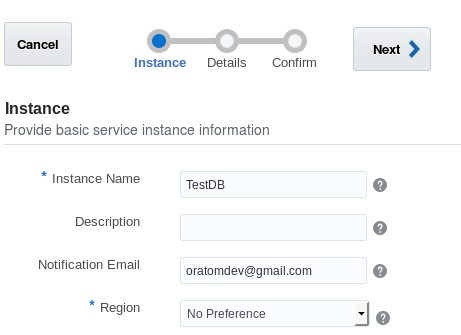 Cancel
Next
Instance Details Confirm
Instance
Provide basic service instance information
* Instance Name TestDB ?
Description ?
Notification Email oratomdev@gmail.com ?
* Region No Preference ?